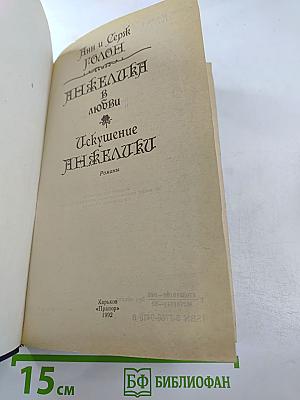 Анн и Серж
ГОЛОН
АНЖЕЛИКА
в
любви
Искушение
АНЖЕЛИКИ
Романы
Харьков
«Прапор»
1992
15 см
БФ БИБЛИОФАН